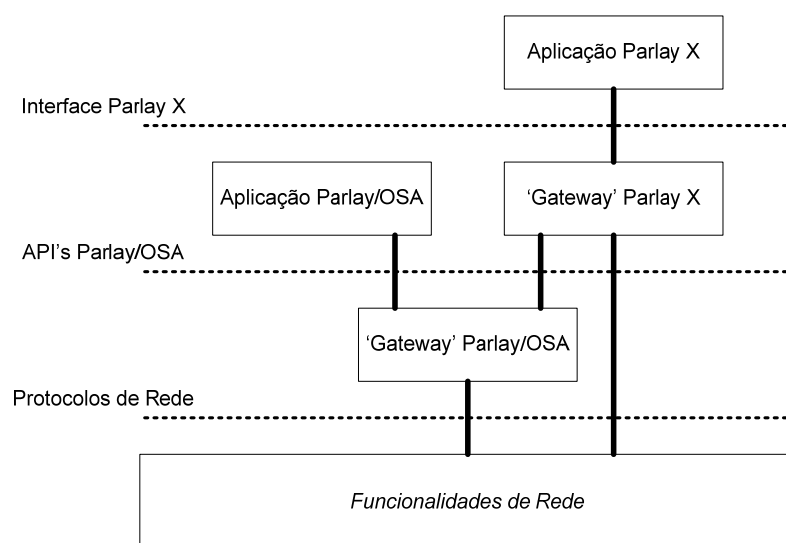 Aplicação Parlay X
Interface Parlay X
Aplicação Parlay/OSA
‘Gateway’ Parlay X
API’s Parlay/OSA
‘Gateway’ Parlay/OSA
Protocolos de Rede
Funcionalidades de Rede